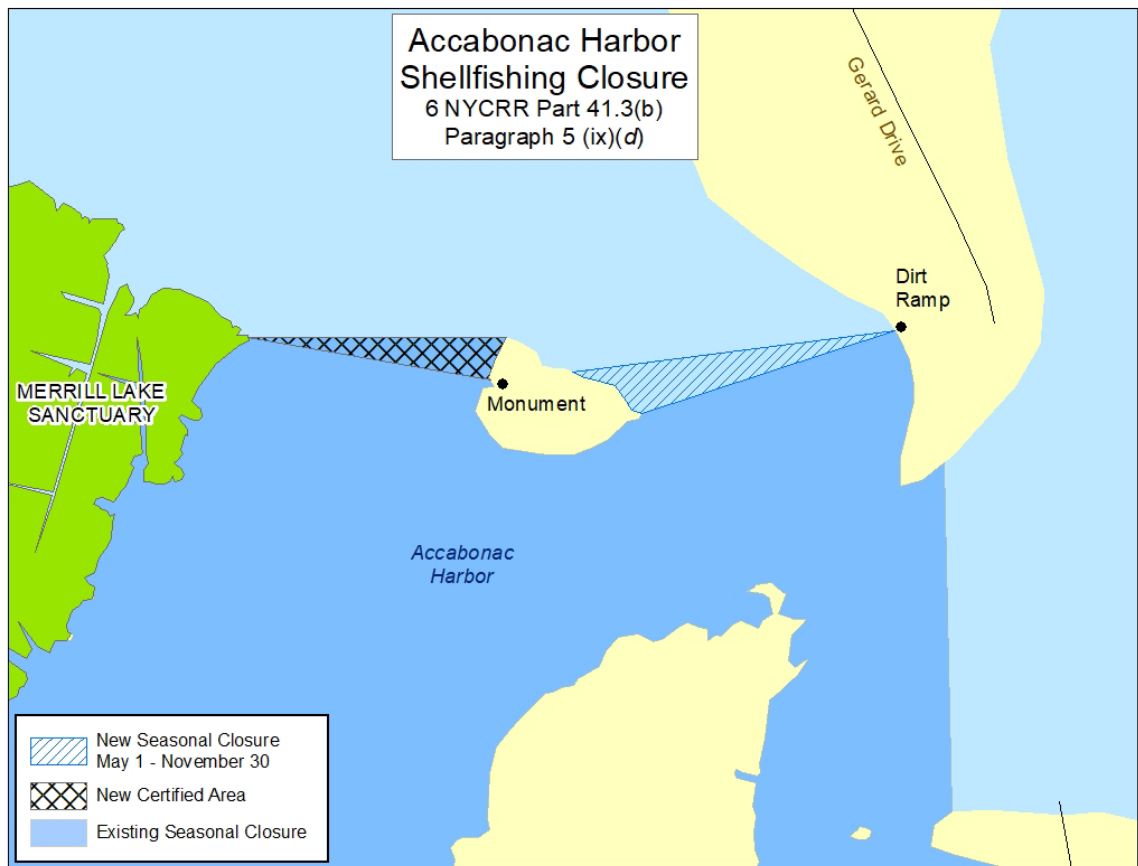 Accabonac Harbor
Shellfishing Closure
6 NYCRR Part 41.3(b)
Paragraph 5 (ix)(d)
Gerard Drive
Dirt
Ramp
MERRILL LAKE
SANCTUARY
Monument
Accabonac
Harbor
New Seasonal Closure
May 1 - November 30
New Certified Area
Existing Seasonal Closure